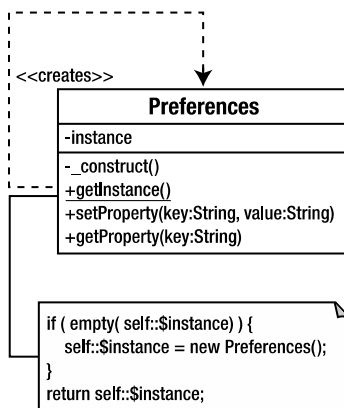 <<creates>>
Preferences
-instance
-_construct()
+getInstance()
+setProperty(key:String, value:String)
+getProperty(key:String)
if ( empty( self::$instance) ) {
self::$instance = new Preferences();
}
return self::$instance;